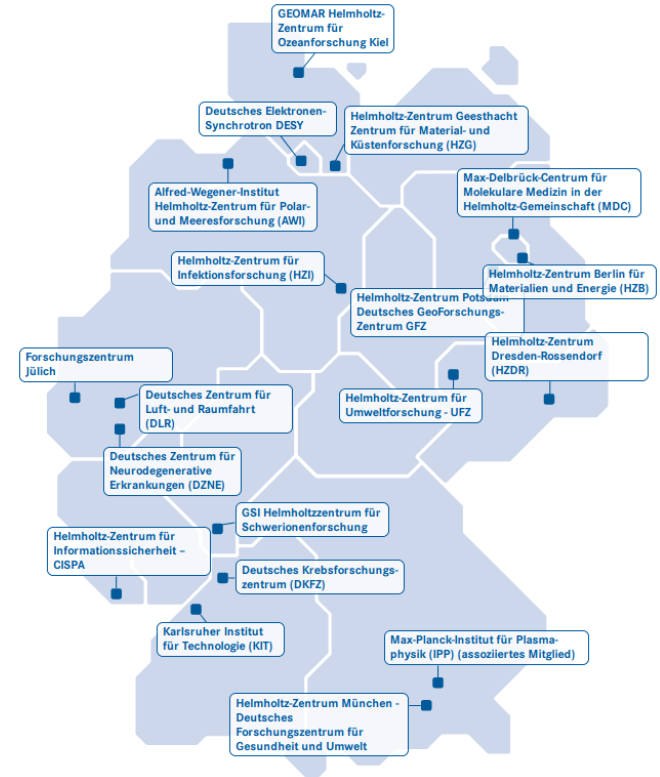 GEOMAR Helmholtz-
Zentrum für
Ozeanforschung Kiel
Deutsches Elektronen-
Synchrotron DESY
Helmholtz-Zentrum Geesthacht
Zentrum für Material- und
Küstenforschung (HZG)
Alfred-Wegener-Institut
Helmholtz-Zentrum für Polar-
und Meeresforschung (AWI)
Max-Delbrück-Centrum für
Molekulare Medizin in der
Helmholtz-Gemeinschaft (MDC)
Helmholtz-Zentrum für
Infektionsforschung (HZI)
Helmholtz-Zentrum Berlin für
Materialien und Energie (HZB)
Helmholtz-Zentrum Potsdam
Deutsches GeoForschungs-
Zentrum GFZ
Helmholtz-Zentrum
Dresden-Rossendorf
(HZDR)
Forschungszentrum
Jülich
Deutsches Zentrum für
Luft- und Raumfahrt
(DLR)
Helmholtz-Zentrum für
Umweltforschung - UFZ
Deutsches Zentrum für
Neurodegenerative
Erkrankungen (DZNE)
GSI Helmholtzzentrum für
Schwerionenforschung
Helmholtz-Zentrum für
Informationssicherheit –
CISPA
Deutsches Krebsforschungs-
zentrum (DKFZ)
Karlsruher Institut
für Technologie (KIT)
Max-Planck-Institut für Plasma-
physik (IPP) (assoziiertes Mitglied)
Helmholtz-Zentrum München -
Deutsches
Forschungszentrum für
Gesundheit und Umwelt